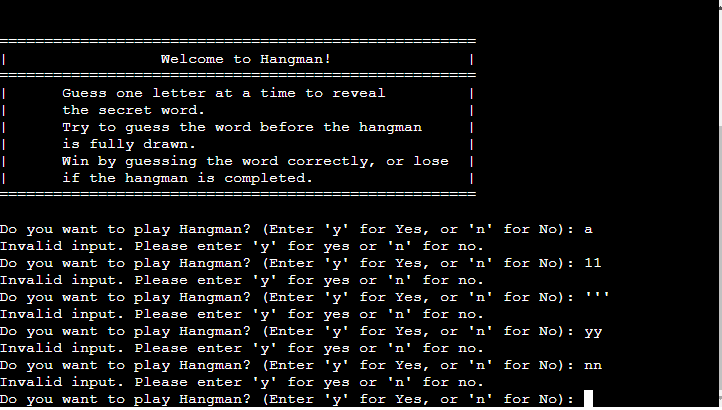 =======================================================
| Welcome to Hangman! |
=======================================================
| Guess one letter at a time to reveal |
| the secret word. |
| Try to guess the word before the hangman |
| is fully drawn. |
| Win by guessing the word correctly, or lose |
| if the hangman is completed. |
=======================================================
Do you want to play Hangman? (Enter 'y' for Yes, or 'n' for No): a
Invalid input. Please enter 'y' for yes or 'n' for no.
Do you want to play Hangman? (Enter 'y' for Yes, or 'n' for No): 11
Invalid input. Please enter 'y' for yes or 'n' for no.
Do you want to play Hangman? (Enter 'y' for Yes, or 'n' for No): '''
Invalid input. Please enter 'y' for yes or 'n' for no.
Do you want to play Hangman? (Enter 'y' for Yes, or 'n' for No): yy
Invalid input. Please enter 'y' for yes or 'n' for no.
Do you want to play Hangman? (Enter 'y' for Yes, or 'n' for No): nn
Invalid input. Please enter 'y' for yes or 'n' for no.
Do you want to play Hangman? (Enter 'y' for Yes, or 'n' for No):